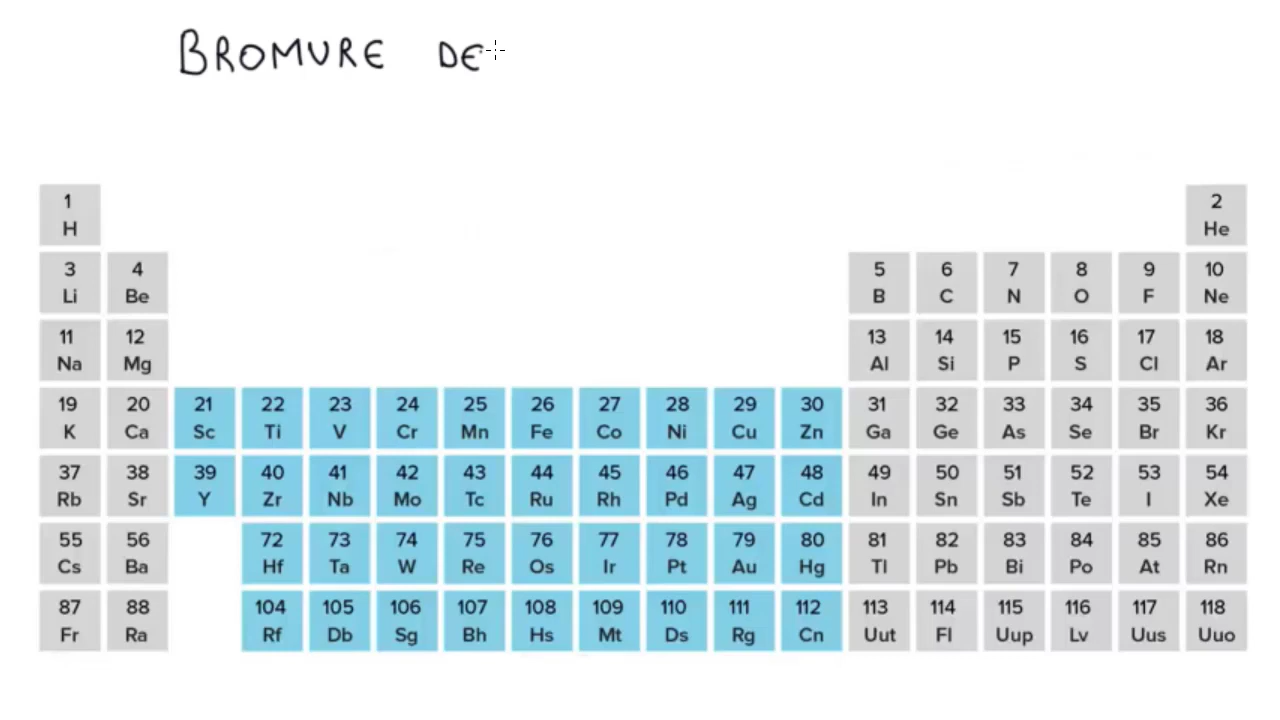 BROMURE DE
1 2
H He
3 4 5 6 7 8 9 10
Li Be B C N O F Ne
11 12 13 14 15 16 17 18
Na Mg Al Si P S Cl Ar
19 20 21 22 23 24 25 26 27 28 29 30 31 32 33 34 35 36
K Ca Sc Ti V Cr Mn Fe Co Ni Cu Zn Ga Ge As Se Br Kr
37 38 39 40 41 42 43 44 45 46 47 48 49 50 51 52 53 54
Rb Sr Y Zr Nb Mo Tc Ru Rh Pd Ag Cd In Sn Sb Te I Xe
55 56 72 73 74 75 76 77 78 79 80 81 82 83 84 85 86
Cs Ba Hf Ta W Re Os Ir Pt Au Hg Tl Pb Bi Po At Rn
87 88 104 105 106 107 108 109 110 111 112 113 114 115 116 117 118
Fr Ra Rf Db Sg Bh Hs Mt Ds Rg Cn Uut Fl Uup Lv Uus Uuo